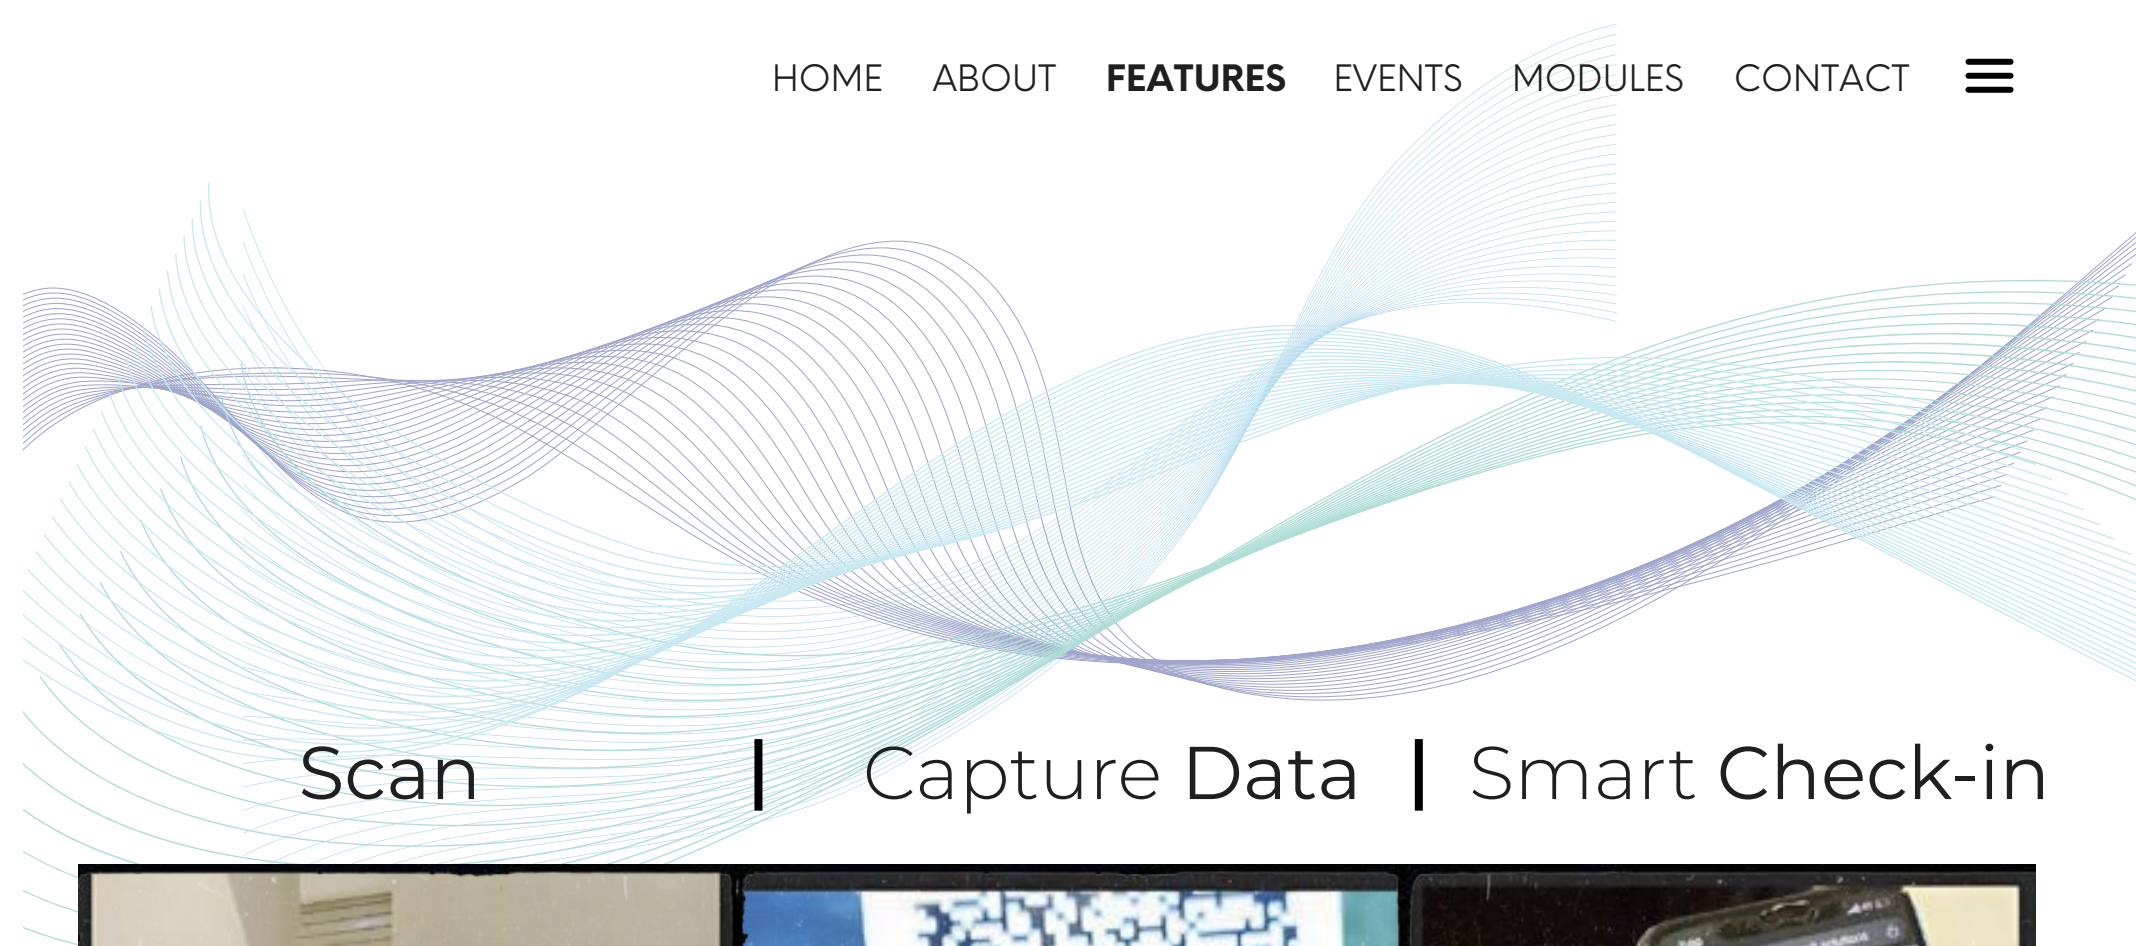 HOME ABOUT FEATURES EVENTS MODULES CONTACT
Scan | Capture Data | Smart Check-in